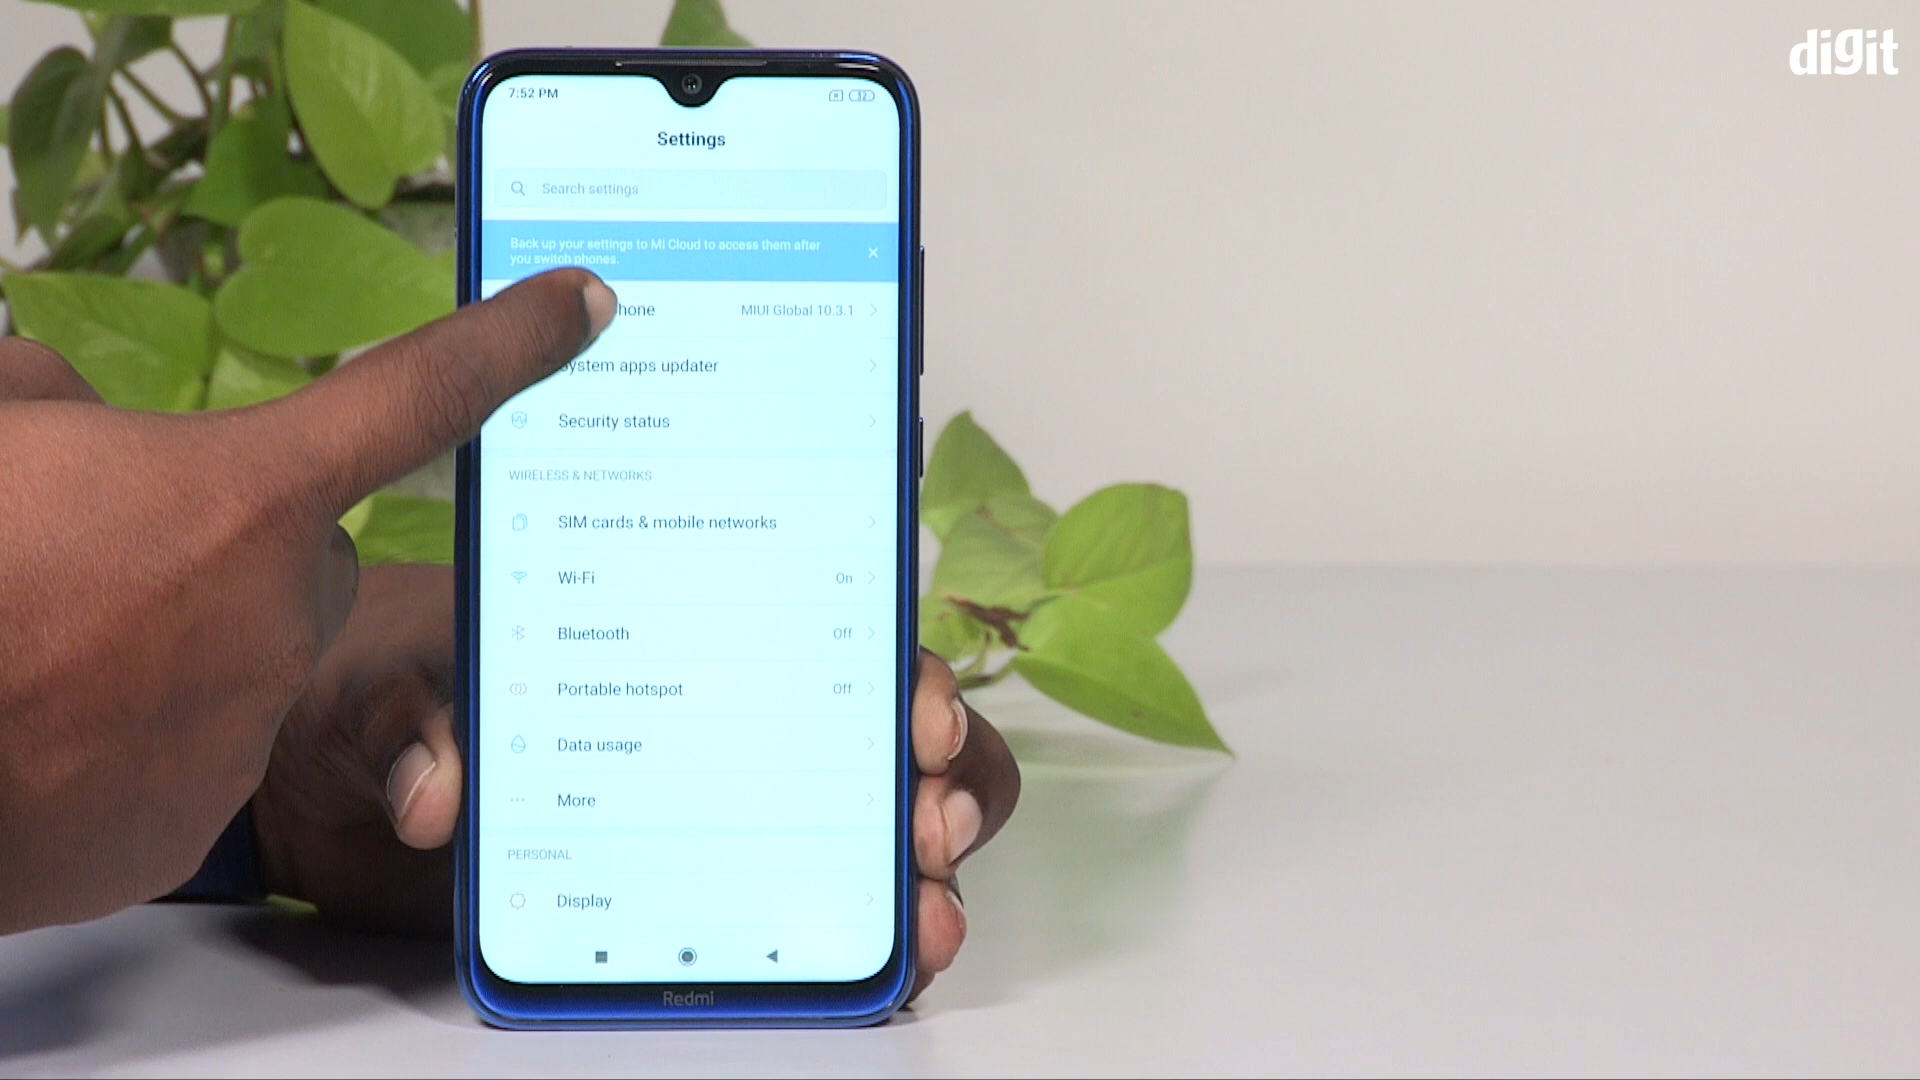 digit
7:52 PM
32
Settings
Search settings
Back up your settings to Mi Cloud to access them after
you switch phones.
MIUI Global 10.3.1
System apps updater
Security status
WIRELESS & NETWORKS
SIM cards & mobile networks
Wi-Fi On
Bluetooth Off
Portable hotspot Off
Data usage
More
PERSONAL
Display
Redmi